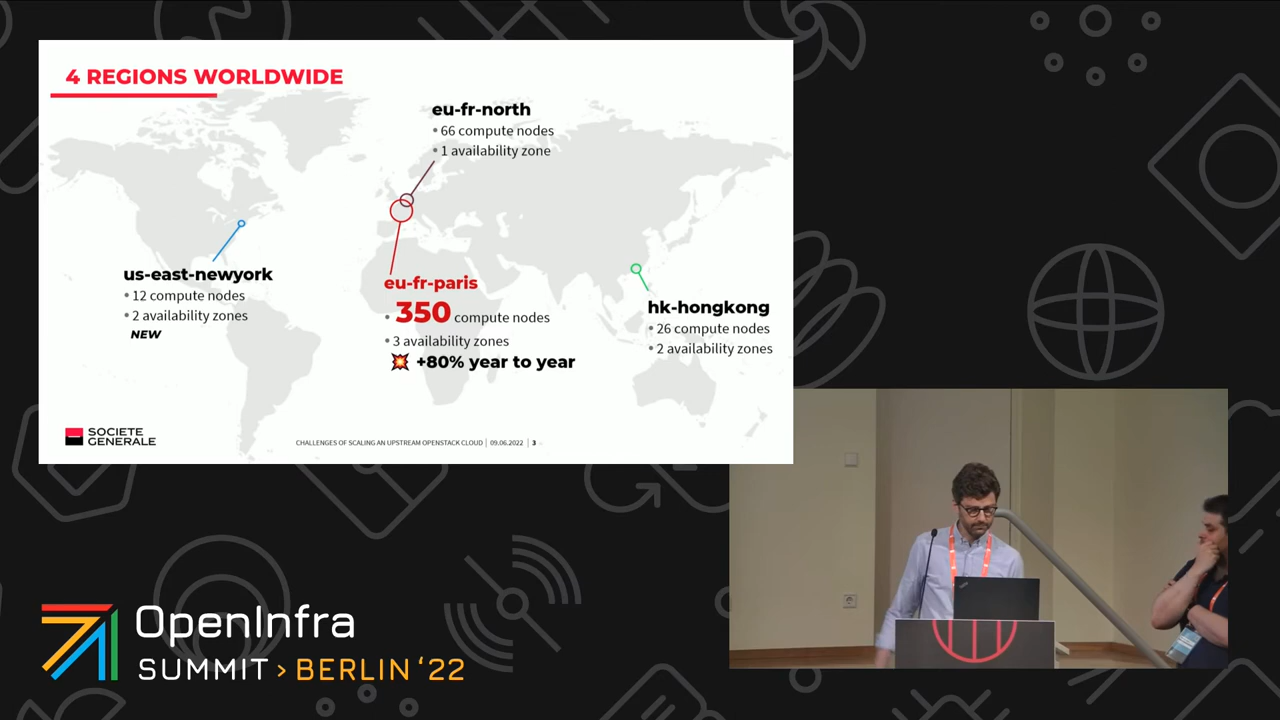 4 REGIONS WORLDWIDE
eu-fr-north
• 66 compute nodes
• 1 availability zone
us-east-newyork
• 12 compute nodes
• 2 availability zones
NEW
eu-fr-paris
• 350 compute nodes
• 3 availability zones
💥 +80% year to year
hk-hongkong
• 26 compute nodes
• 2 availability zones
SOCIETE
GENERALE
CHALLENGES OF SCALING AN UPSTREAM OPENSTACK CLOUD | 09.06.2022 | 3
OpenInfra
SUMMIT > BERLIN ‘22